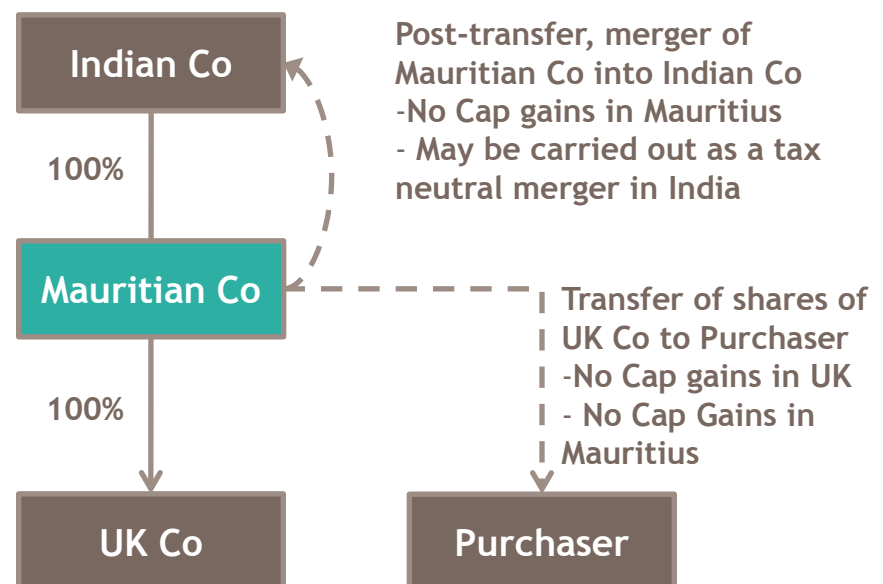 Indian Co
Post-transfer, merger of
Mauritian Co into Indian Co
-No Cap gains in Mauritius
- May be carried out as a tax
neutral merger in India
100%
Mauritian Co
Transfer of shares of
UK Co to Purchaser
-No Cap gains in UK
- No Cap Gains in
Mauritius
100%
UK Co
Purchaser